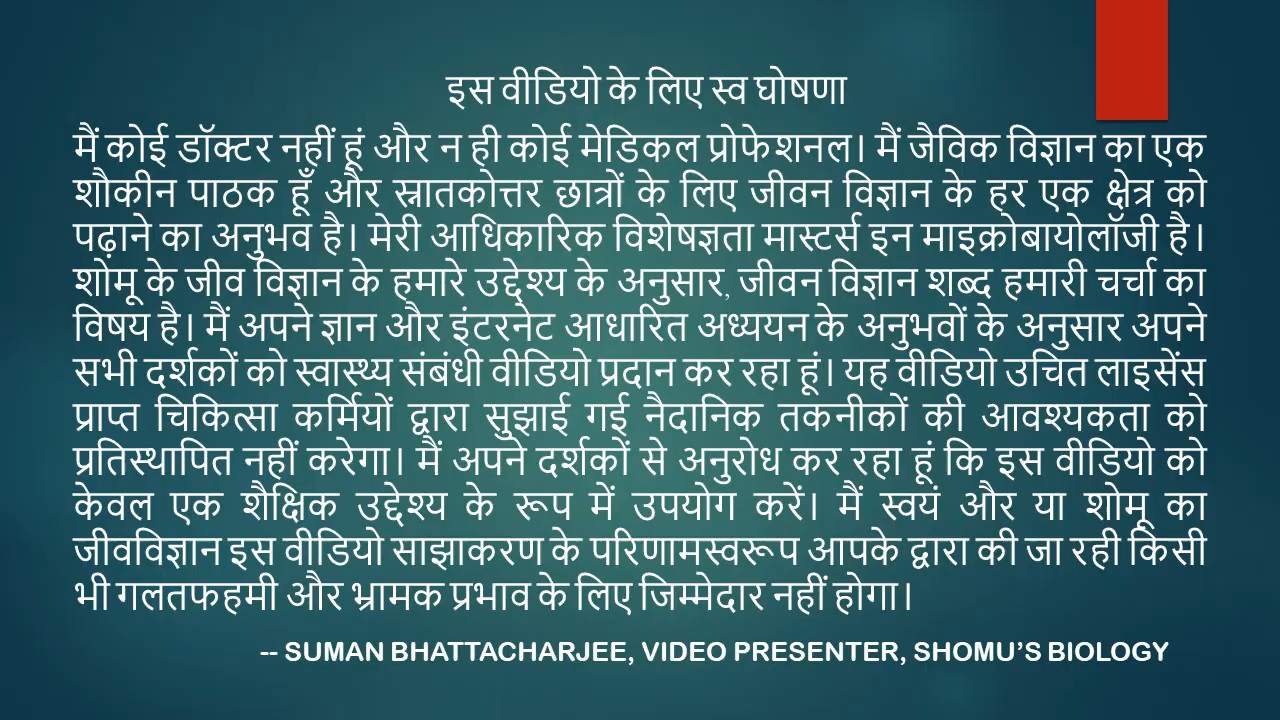 इस वीडियो के लिए स्व घोषणा
मैं कोई डॉक्टर नहीं हूं और न ही कोई मेडिकल प्रोफेशनल। मैं जैविक विज्ञान का एक
शौकीन पाठक हूँ और स्नातकोत्तर छात्रों के लिए जीवन विज्ञान के हर एक क्षेत्र को
पढ़ाने का अनुभव है। मेरी आधिकारिक विशेषज्ञता मास्टर्स इन माइक्रोबायोलॉजी है।
शोमू के जीव विज्ञान के हमारे उद्देश्य के अनुसार, जीवन विज्ञान शब्द हमारी चर्चा का
विषय है। मैं अपने ज्ञान और इंटरनेट आधारित अध्ययन के अनुभवों के अनुसार अपने
सभी दर्शकों को स्वास्थ्य संबंधी वीडियो प्रदान कर रहा हूं। यह वीडियो उचित लाइसेंस
प्राप्त चिकित्सा कर्मियों द्वारा सुझाई गई नैदानिक तकनीकों की आवश्यकता को
प्रतिस्थापित नहीं करेगा। मैं अपने दर्शकों से अनुरोध कर रहा हूं कि इस वीडियो को
केवल एक शैक्षिक उद्देश्य के रूप में उपयोग करें। मैं स्वयं और या शोमू का
जीवविज्ञान इस वीडियो साझाकरण के परिणामस्वरूप आपके द्वारा की जा रही किसी
भी गलतफहमी और भ्रामक प्रभाव के लिए जिम्मेदार नहीं होगा।
-- SUMAN BHATTACHARJEE, VIDEO PRESENTER, SHOMU’S BIOLOGY